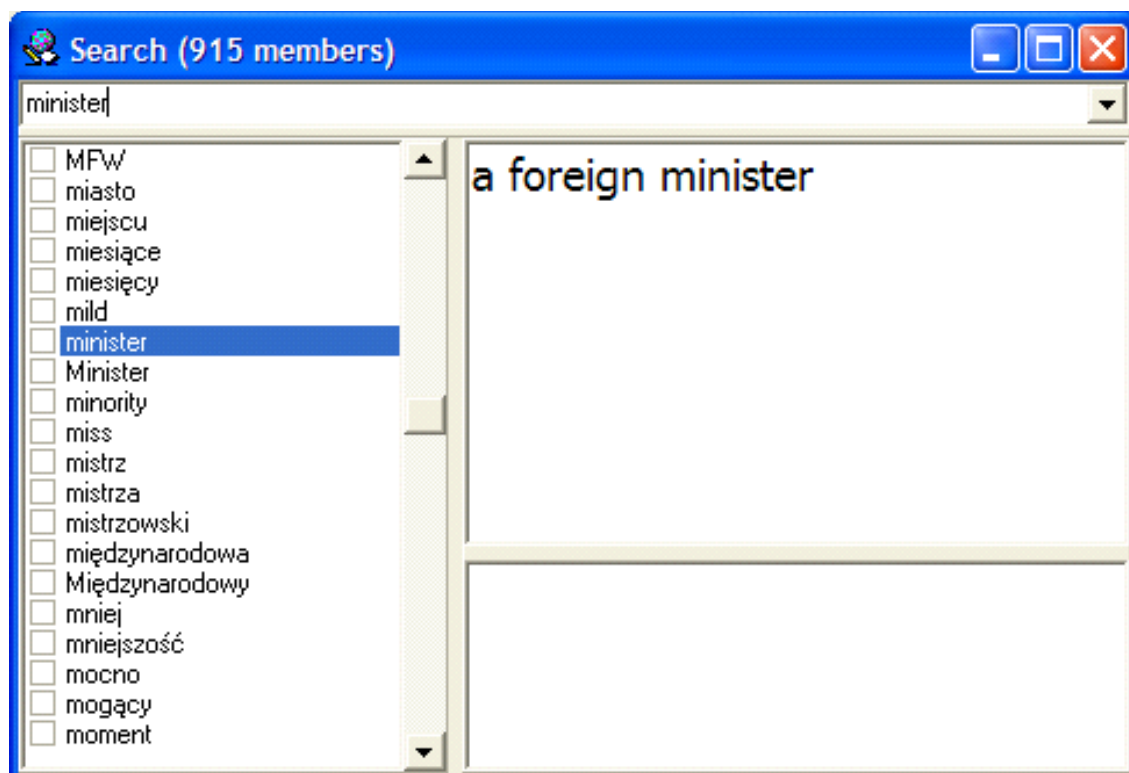 Search (915 members)
minister
MFW
miasto
miejscu
miesiące
miesięcy
mild
minister
Minister
minority
miss
mistrz
mistrza
mistrzowski
międzynarodowa
Międzynarodowy
mniej
mniejszość
mocno
mogący
moment
a foreign minister